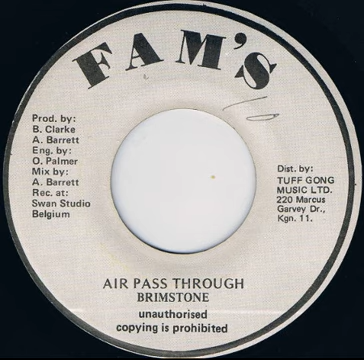 FAM'S
Prod. by:
B. Clarke
A. Barrett
Eng. by:
O. Palmer
Mix by:
A. Barrett
Rec. at:
Swan Studio
Belgium
Dist. by:
TUFF GONG
MUSIC LTD.
220 Marcus
Garvey Dr.,
Kgn. 11.
AIR PASS THROUGH
BRIMSTONE
unauthorised
copying is prohibited